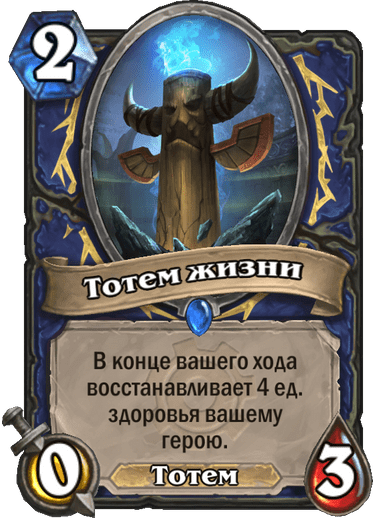 2
Тотем жизни
В конце вашего хода
восстанавливает 4 ед.
здоровья вашему
герою.
0
Тотем
3